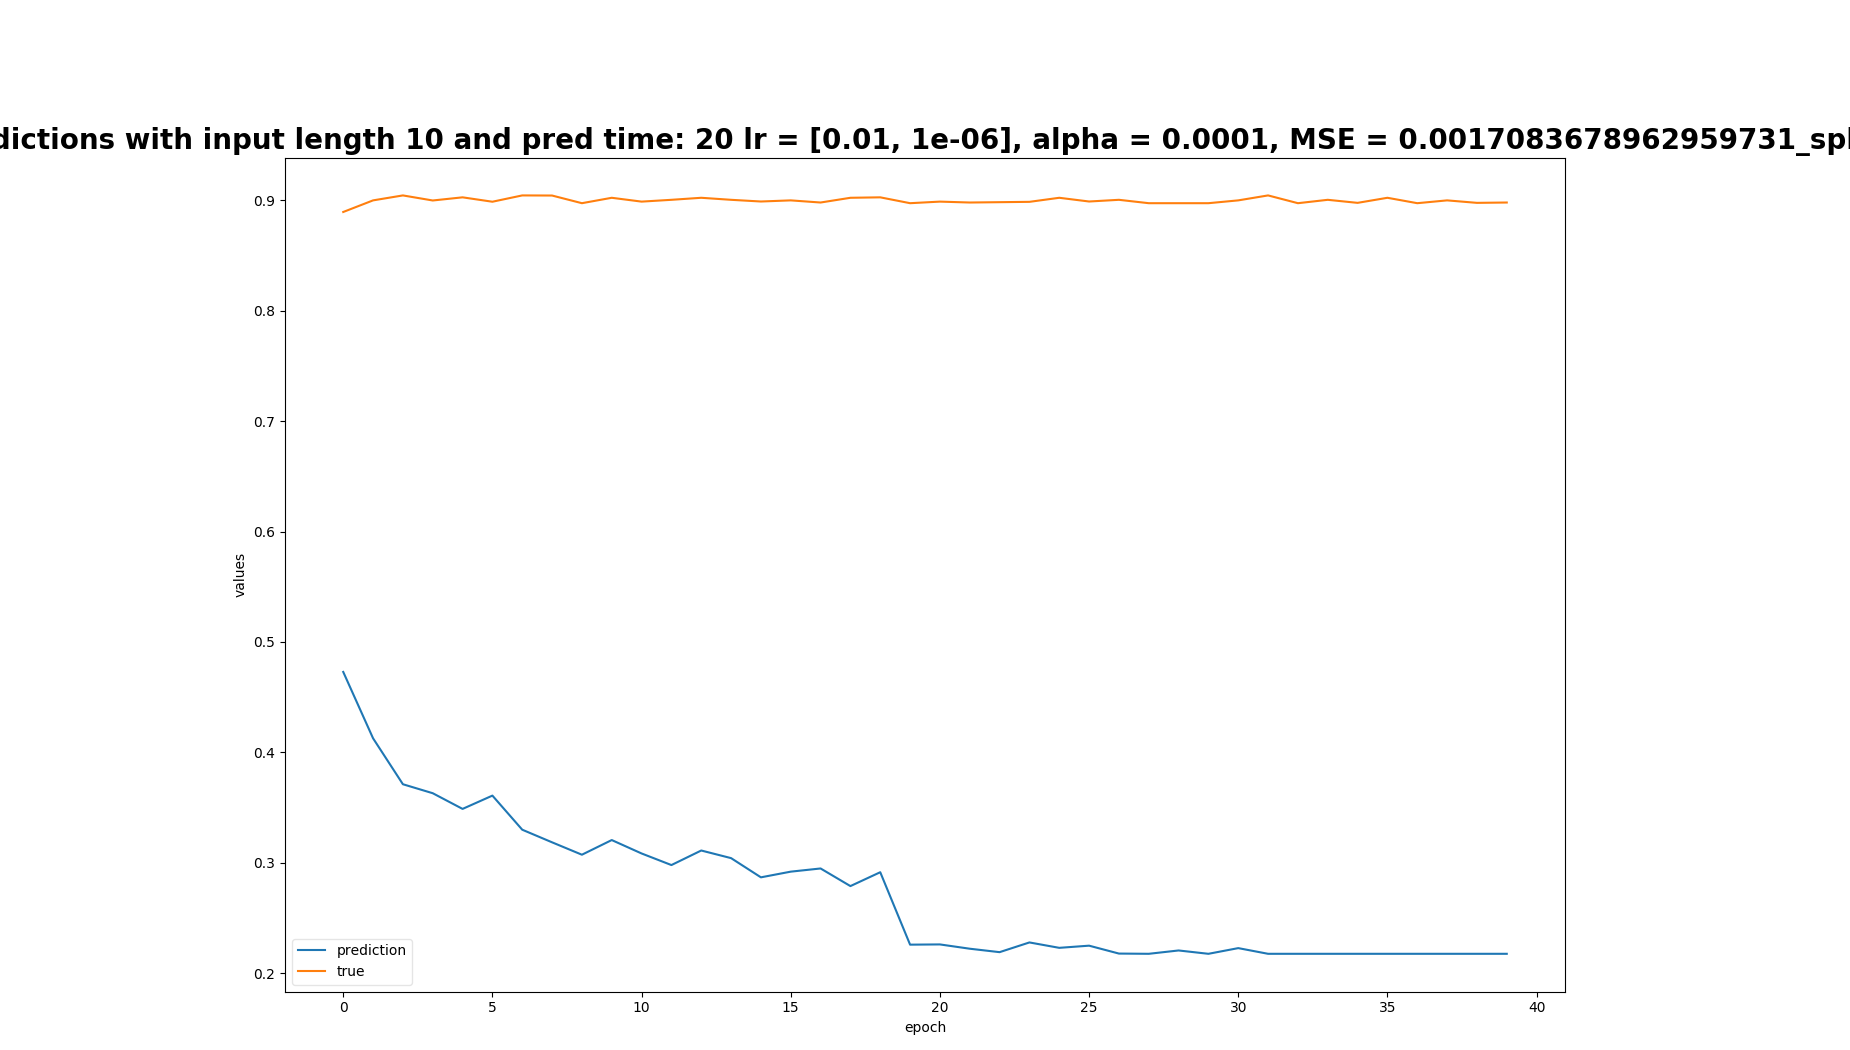 dictions with input length 10 and pred time: 20 lr = [0.01, 1e-06], alpha = 0.0001, MSE = 0.0017083678962959731_spl
0.9
0.8
0.7
0.6
0.5
0.4
0.3
0.2
values
prediction
true
0 5 10 15 20 25 30 35 40
epoch